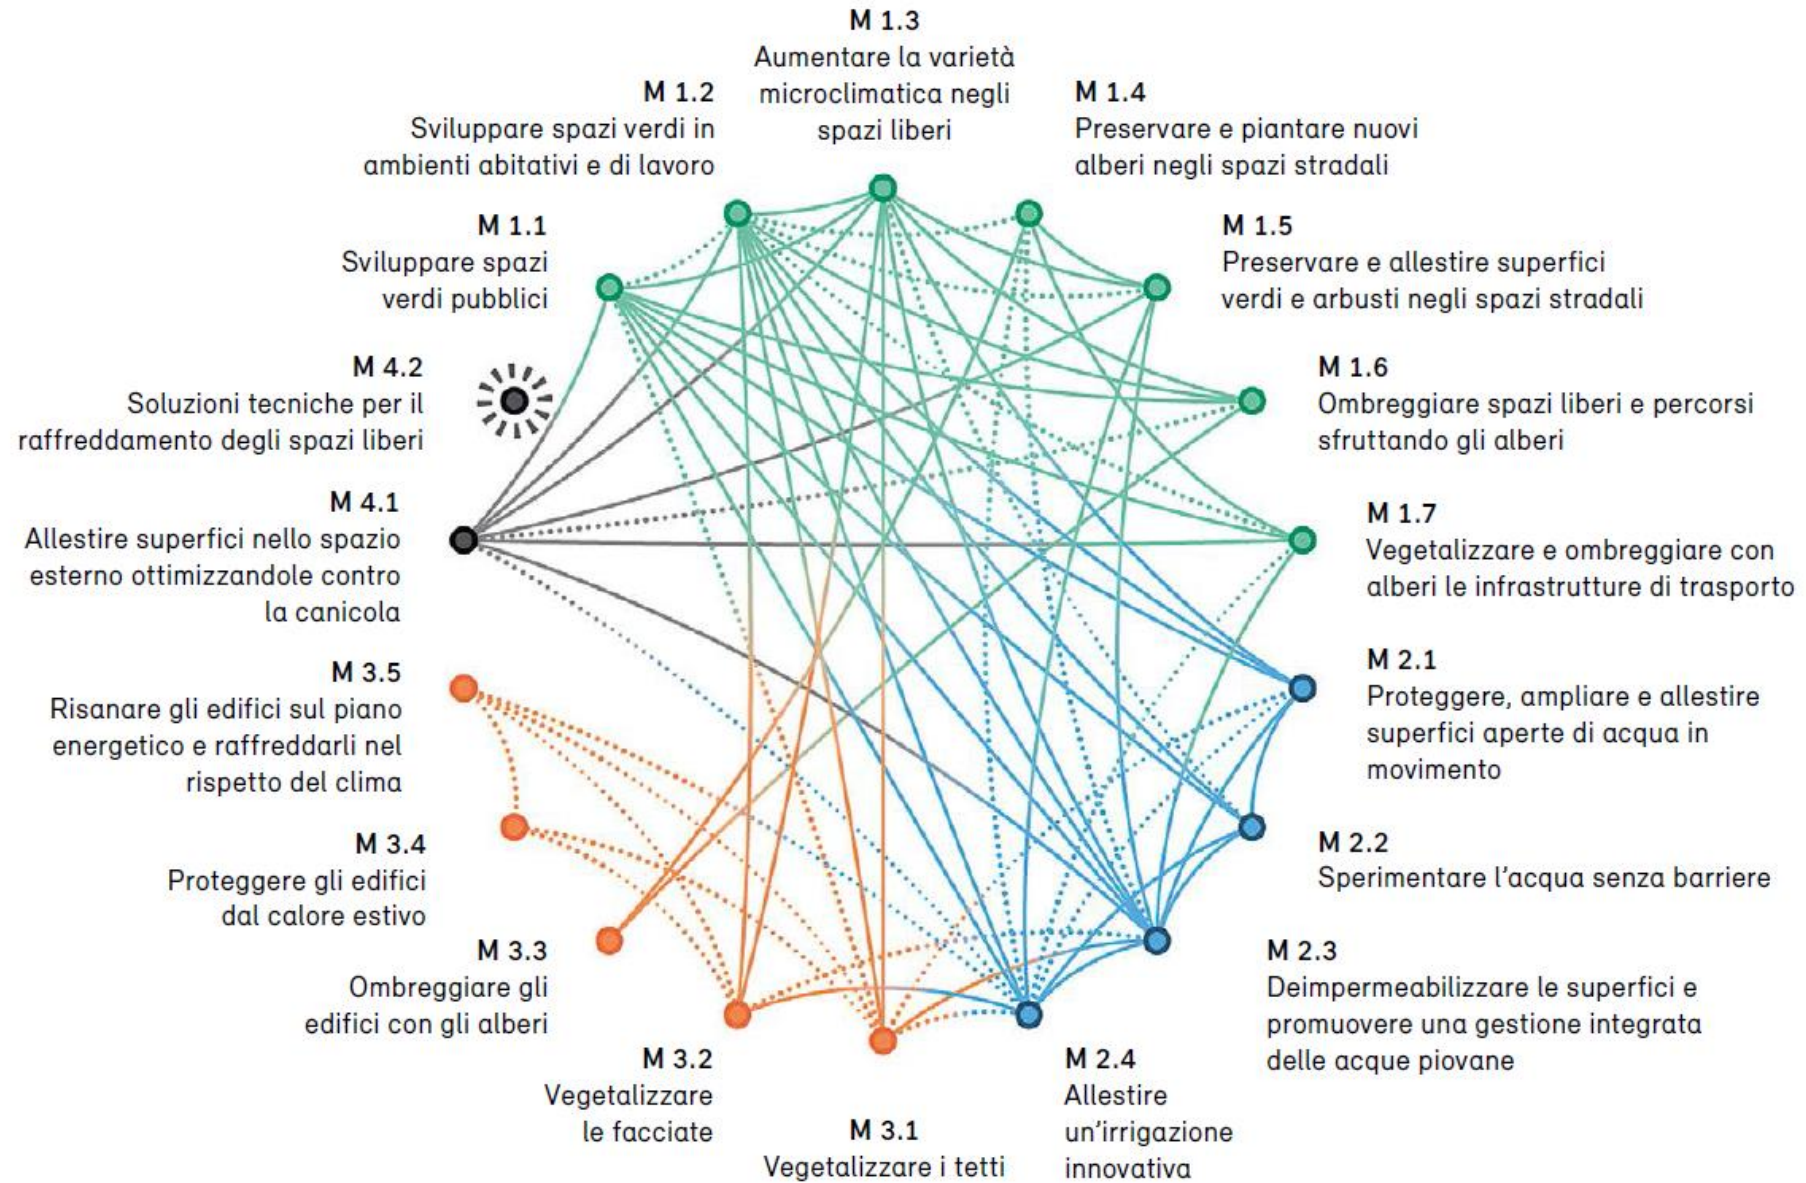 M 1.3
Aumentare la varietà
microclimatica negli
spazi liberi
M 1.2
Sviluppare spazi verdi in
ambienti abitativi e di lavoro
M 1.4
Preservare e piantare nuovi
alberi negli spazi stradali
M 1.1
Sviluppare spazi
verdi pubblici
M 1.5
Preservare e allestire superfici
verdi e arbusti negli spazi stradali
M 4.2
Soluzioni tecniche per il
raffreddamento degli spazi liberi
M 1.6
Ombreggiare spazi liberi e percorsi
sfruttando gli alberi
M 4.1
Allestire superfici nello spazio
esterno ottimizzandole contro
la canicola
M 1.7
Vegetalizzare e ombreggiare con
alberi le infrastrutture di trasporto
M 3.5
Risanare gli edifici sul piano
energetico e raffreddarli nel
rispetto del clima
M 2.1
Proteggere, ampliare e allestire
superfici aperte di acqua in
movimento
M 3.4
Proteggere gli edifici
dal calore estivo
M 2.2
Sperimentare l'acqua senza barriere
M 3.3
Ombreggiare gli
edifici con gli alberi
M 2.3
Deimpermeabilizzare le superfici e
promuovere una gestione integrata
delle acque piovane
M 3.2
Vegetalizzare
le facciate
M 3.1
Vegetalizzare i tetti
M 2.4
Allestire
un'irrigazione
innovativa